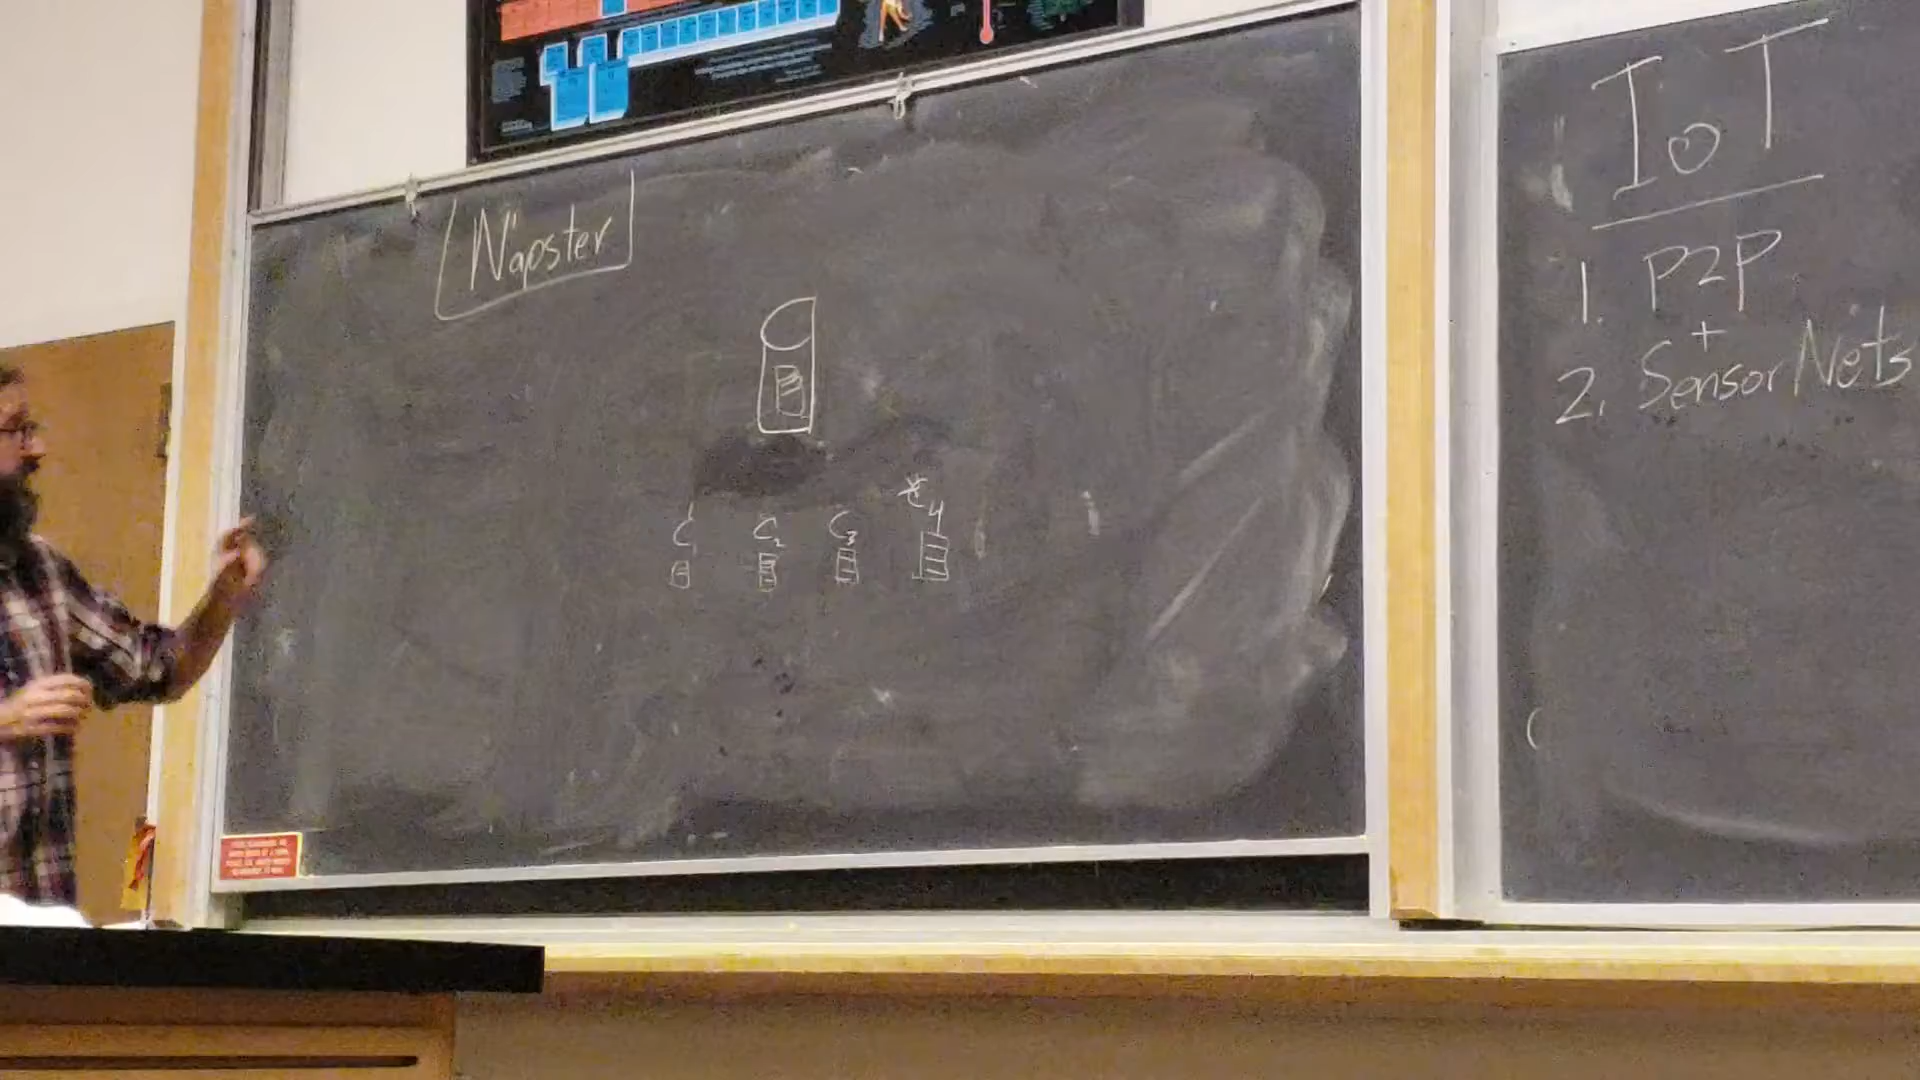 Napster
C1 C2 C3 C4
IoT
1. P2P
+
2. Sensor Nets